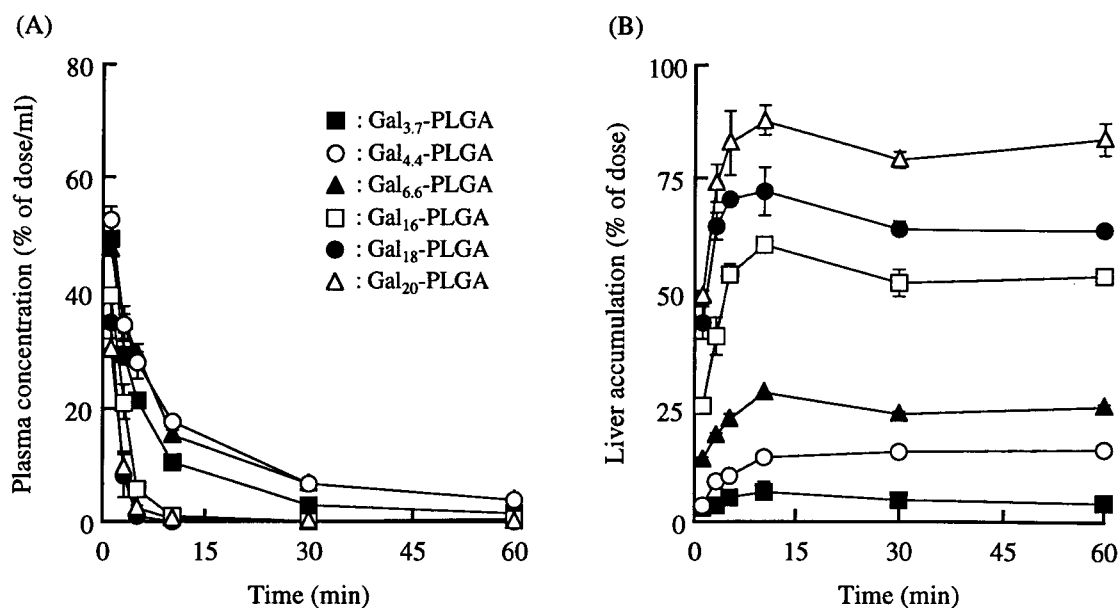 (A)
Plasma concentration (% of dose/ml)
80
60
40
20
0
0 15 30 45 60
Time (min)
■ : Gal3.7-PLGA
○ : Gal4.4-PLGA
▲ : Gal6.6-PLGA
□ : Gal16-PLGA
● : Gal18-PLGA
△ : Gal20-PLGA
(B)
Liver accumulation (% of dose)
100
75
50
25
0
0 15 30 45 60
Time (min)